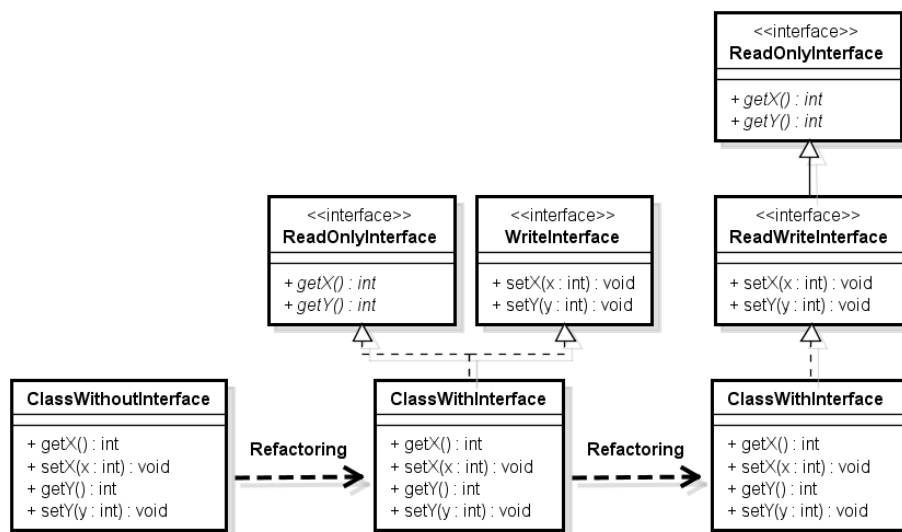 <<interface>>
ReadOnlyInterface
+ getX() : int
+ getY() : int
<<interface>>
ReadOnlyInterface
+ getX() : int
+ getY() : int
<<interface>>
WriteInterface
+ setX(x : int) : void
+ setY(y : int) : void
<<interface>>
ReadWriteInterface
+ setX(x : int) : void
+ setY(y : int) : void
ClassWithoutInterface
+ getX() : int
+ setX(x : int) : void
+ getY() : int
+ setY(y : int) : void
Refactoring
ClassWithInterface
+ getX() : int
+ setX(x : int) : void
+ getY() : int
+ setY(y : int) : void
Refactoring
ClassWithInterface
+ getX() : int
+ setX(x : int) : void
+ getY() : int
+ setY(y : int) : void